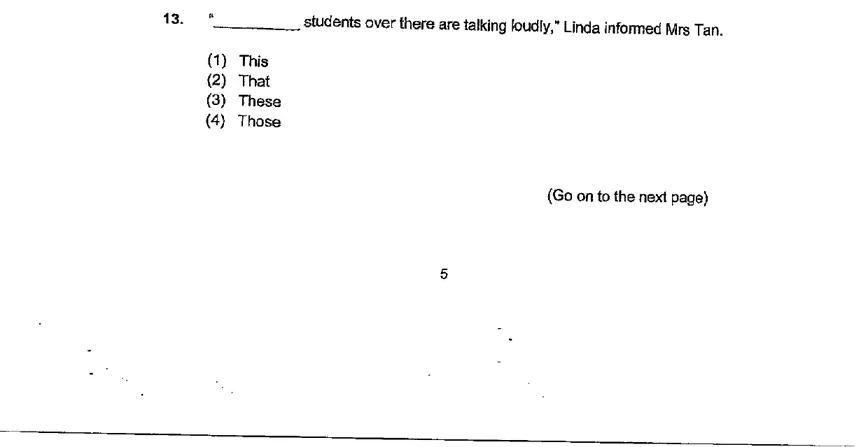 13. "__________ students over there are talking loudly," Linda informed Mrs Tan.
(1) This
(2) That
(3) These
(4) Those
(Go on to the next page)
5